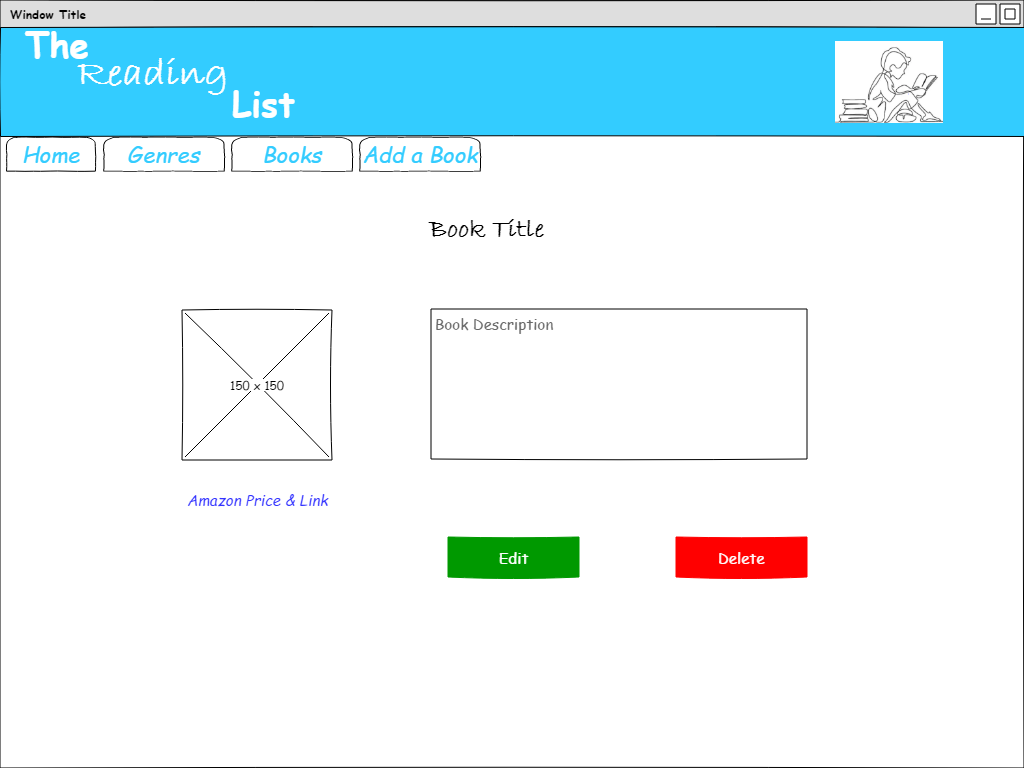 Window Title
The
Reading
List
Home
Genres
Books
Add a Book
Book Title
150 x 150
Book Description
Amazon Price & Link
Edit
Delete